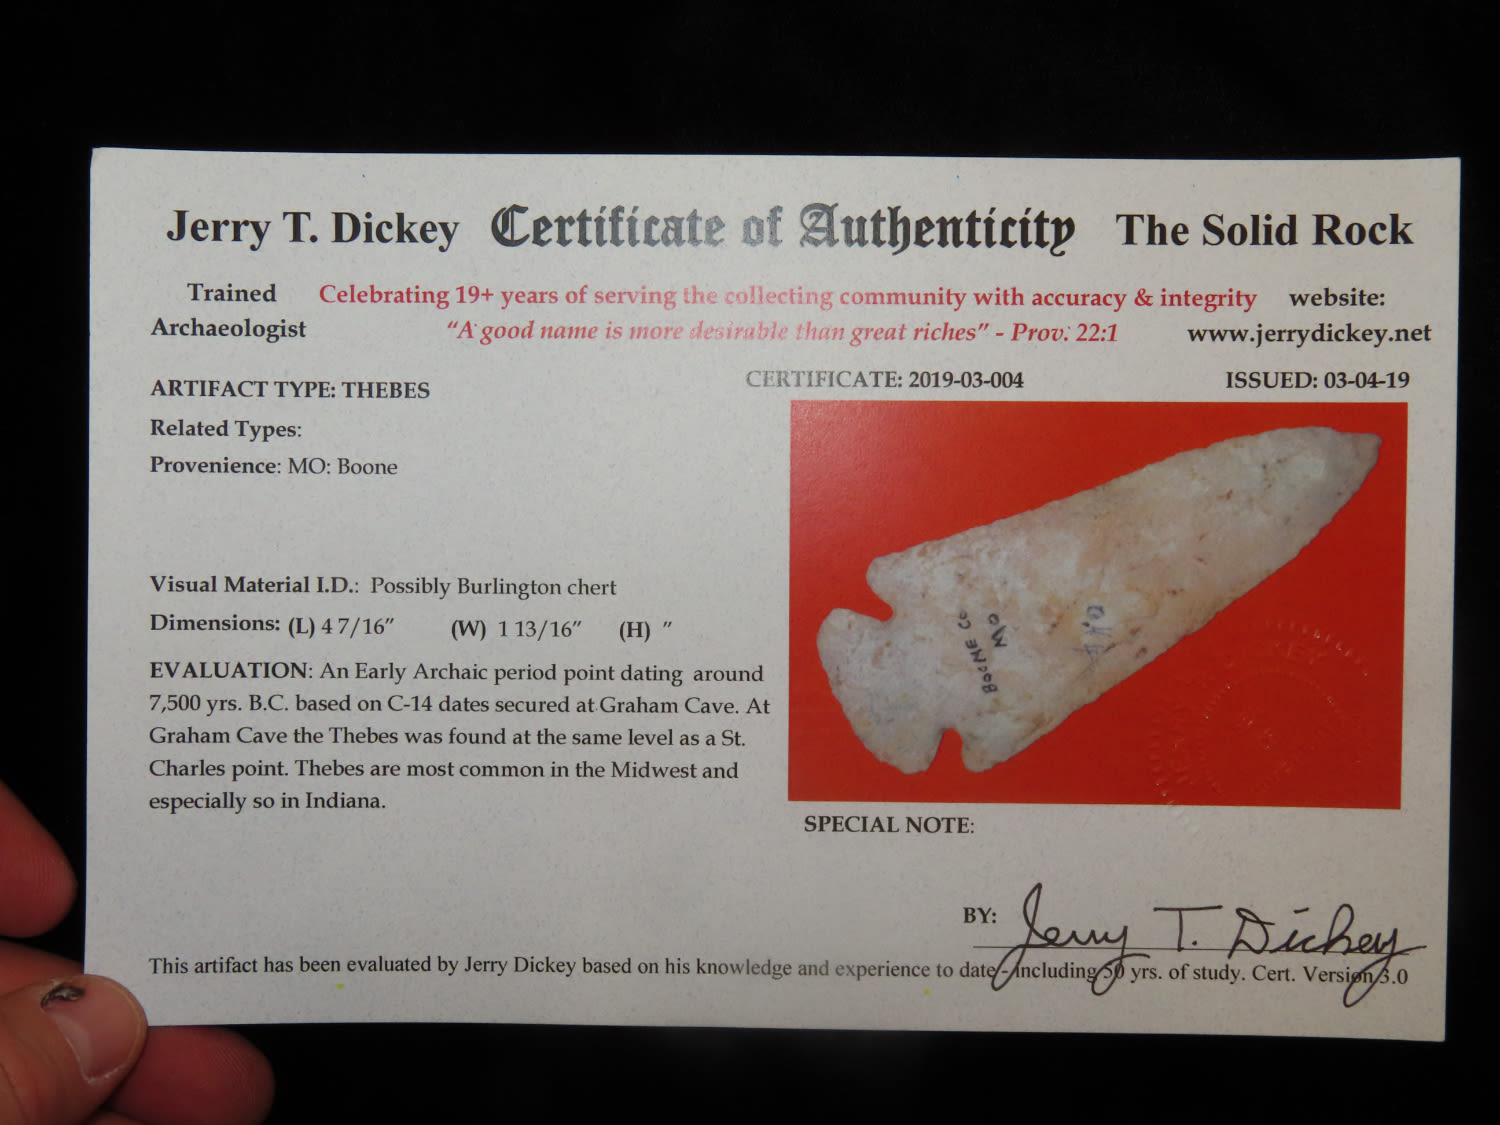 Jerry T. Dickey Certificate of Authenticity The Solid Rock
Trained Celebrating 19+ years of serving the collecting community with accuracy & integrity website:
Archaeologist "A good name is more desirable than great riches" - Prov. 22:1 www.jerrydickey.net
ARTIFACT TYPE: THEBES CERTIFICATE: 2019-03-004 ISSUED: 03-04-19
Related Types:
Provenience: MO: Boone
Visual Material I.D.: Possibly Burlington chert
Dimensions: (L) 4 7/16" (W) 1 13/16" (H) "
EVALUATION: An Early Archaic period point dating around
7,500 yrs. B.C. based on C-14 dates secured at Graham Cave. At
Graham Cave the Thebes was found at the same level as a St.
Charles point. Thebes are most common in the Midwest and
especially so in Indiana.
BOONE CO
MO
SPECIAL NOTE:
BY: Jerry T. Dickey
This artifact has been evaluated by Jerry Dickey based on his knowledge and experience to date - including 50 yrs. of study. Cert. Version 3.0